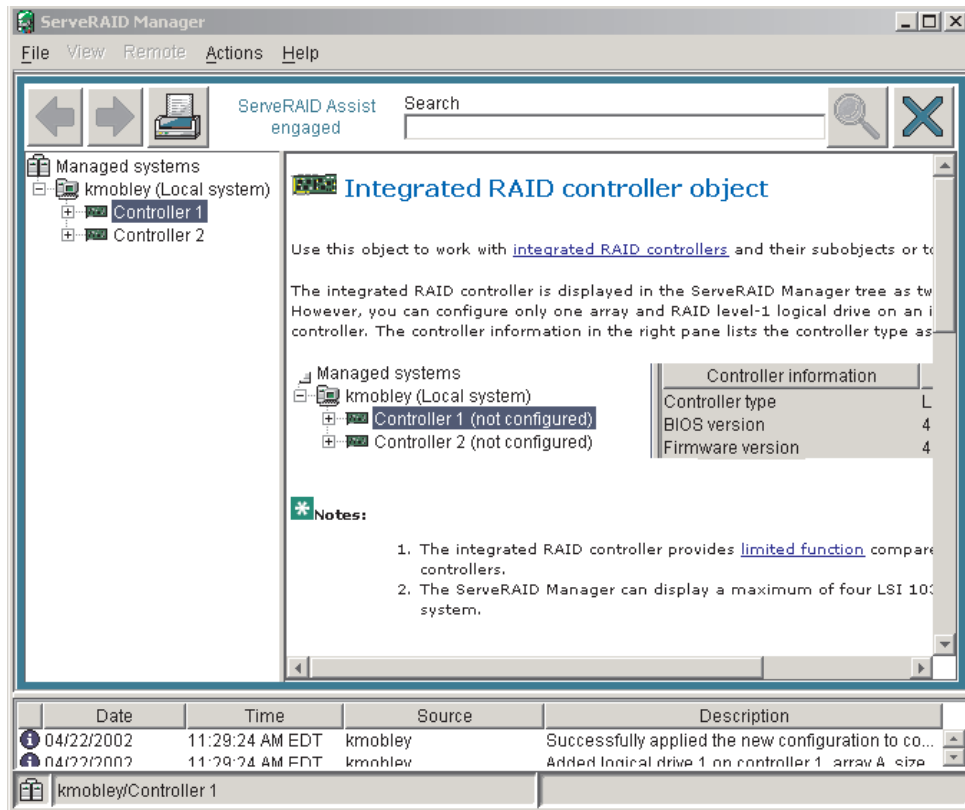 ServeRAID Manager
File View Remote Actions Help
ServeRAID Assist
engaged
Search
Managed systems
kmobley (Local system)
Controller 1
Controller 2
Integrated RAID controller object
Use this object to work with integrated RAID controllers and their subobjects or to
The integrated RAID controller is displayed in the ServeRAID Manager tree as tw
However, you can configure only one array and RAID level-1 logical drive on an i
controller. The controller information in the right pane lists the controller type as
Managed systems
kmobley (Local system)
Controller 1 (not configured)
Controller 2 (not configured)
Controller information
Controller type L
BIOS version 4
Firmware version 4
Notes:
1. The integrated RAID controller provides limited function compare
controllers.
2. The ServeRAID Manager can display a maximum of four LSI 103
system.
Date Time Source Description
04/22/2002 11:29:24 AM EDT kmobley Successfully applied the new configuration to co...
04/22/2002 11:29:24 AM EDT kmobley Added logical drive 1 on controller 1, array A, size
kmobley/Controller 1